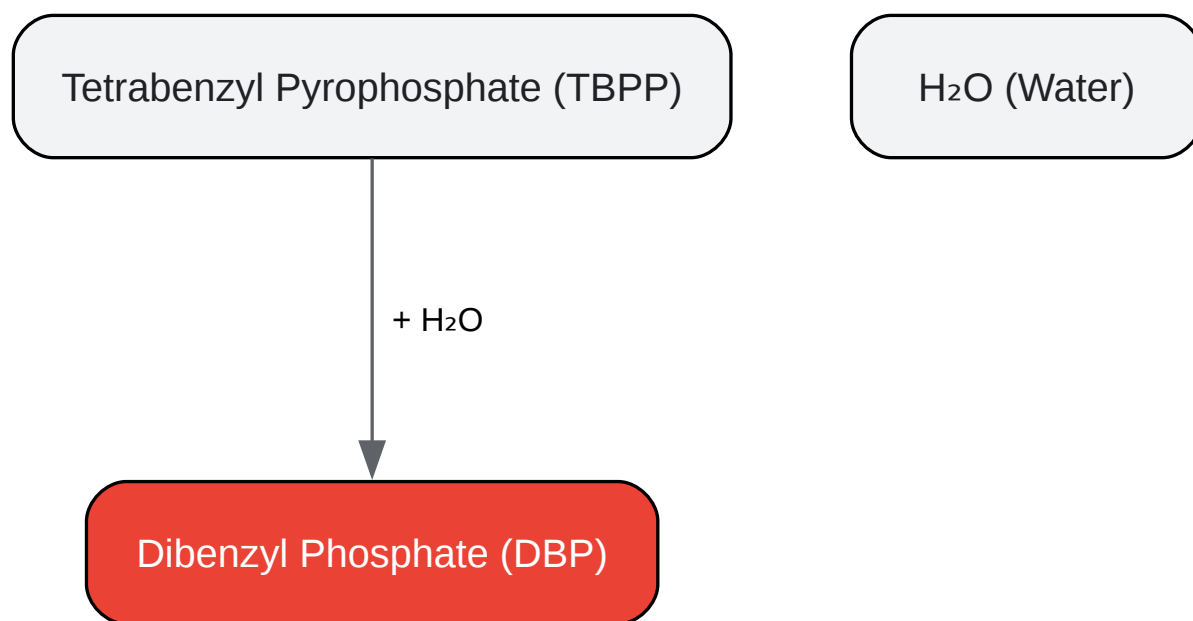 Tetrabenzyl Pyrophosphate (TBPP)
H₂O (Water)
+ H₂O
Dibenzyl Phosphate (DBP)